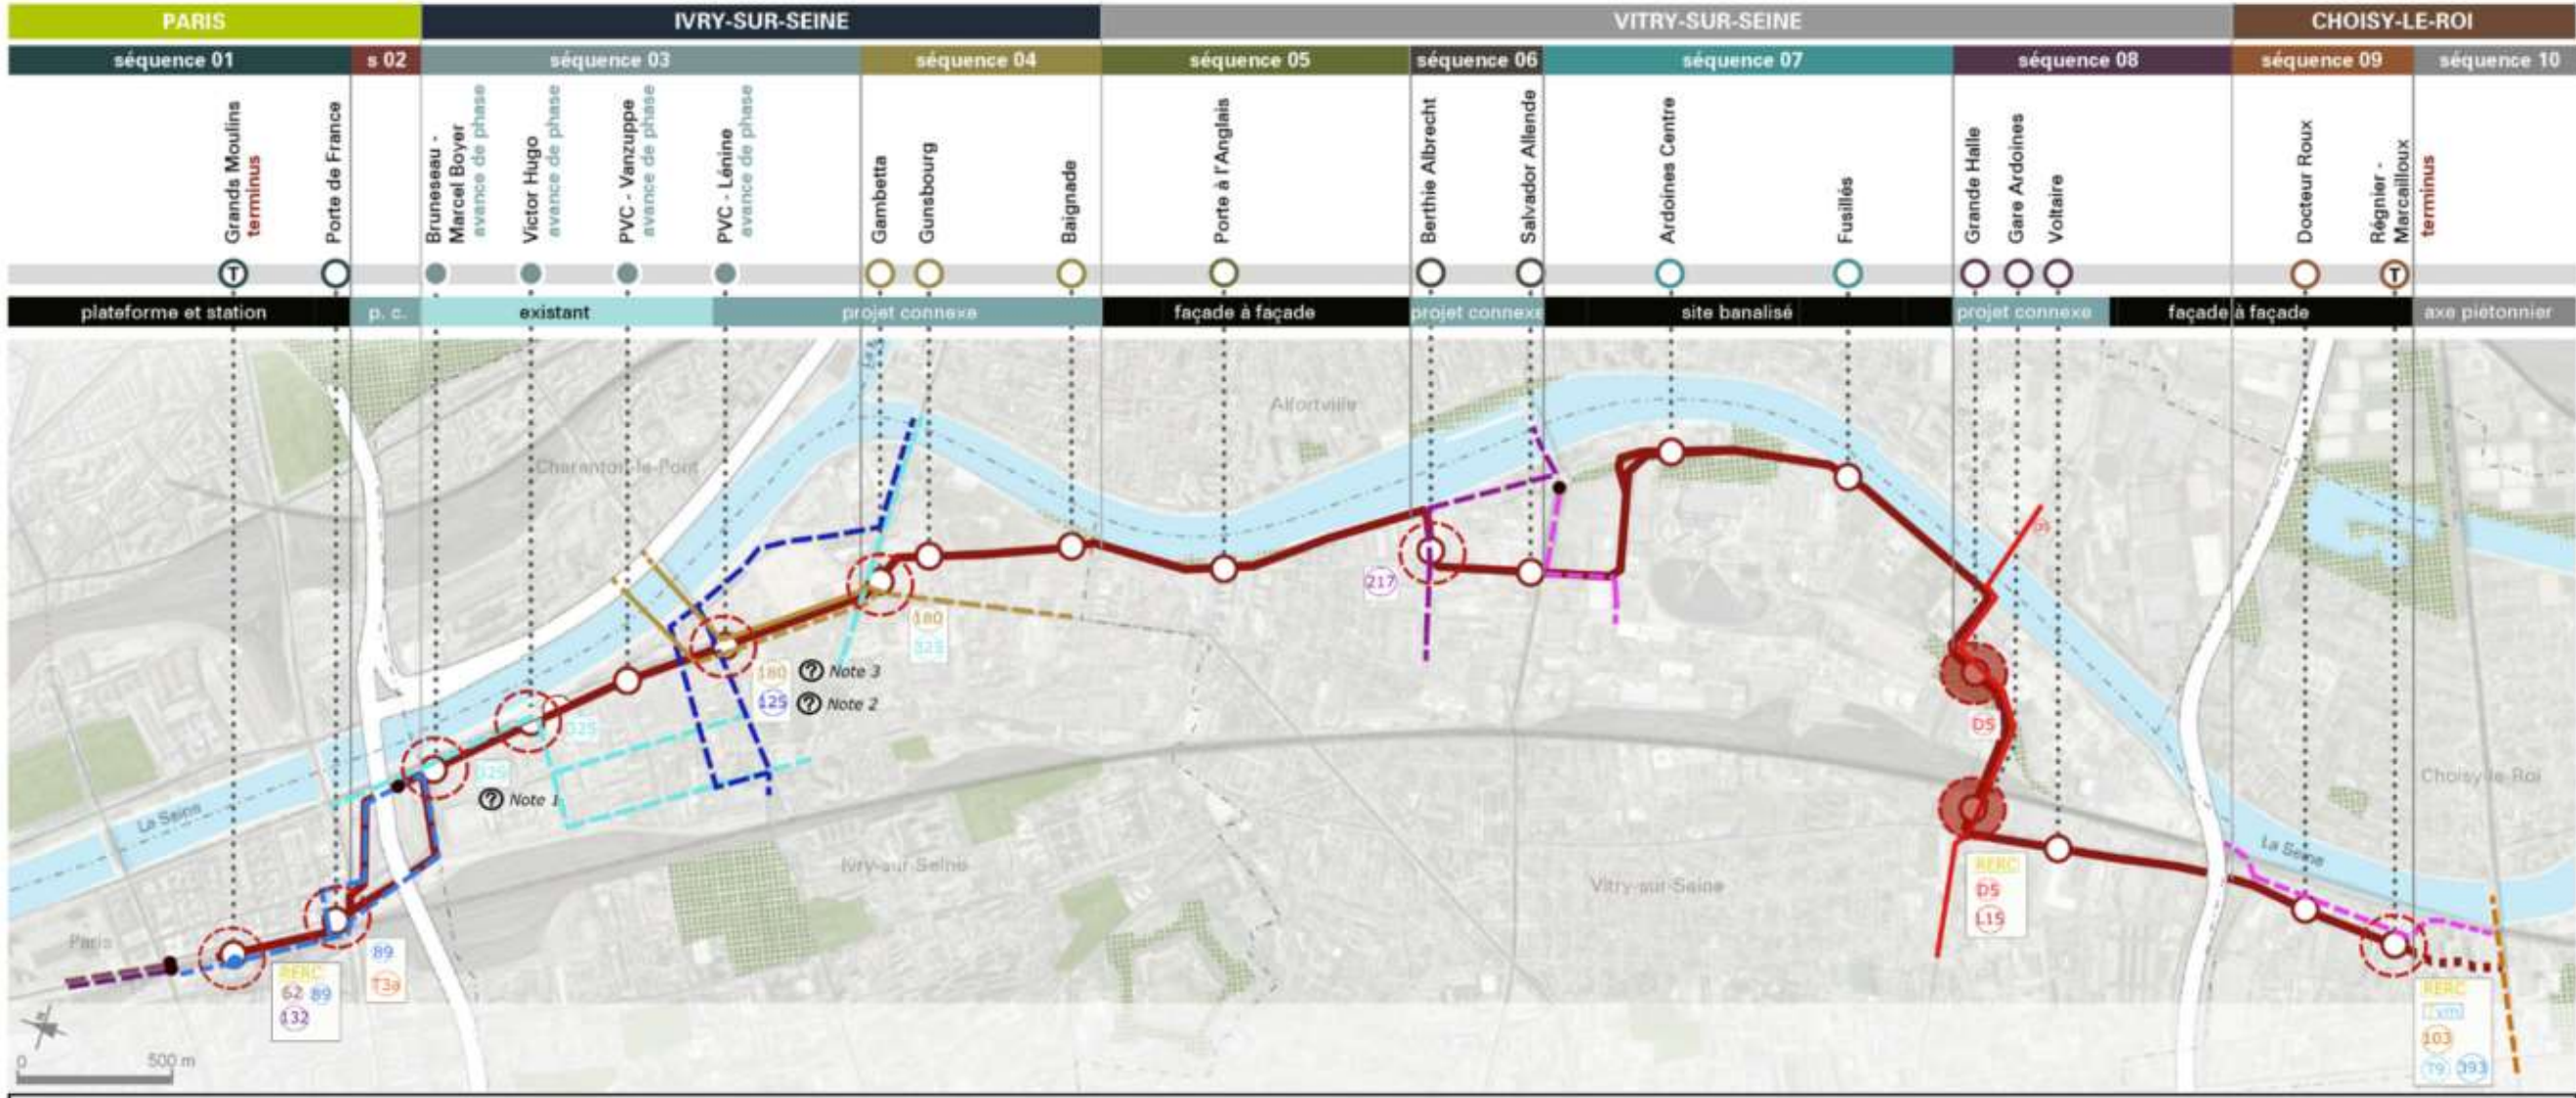 PARIS
IVRY-SUR-SEINE
VITRY-SUR-SEINE
CHOISY-LE-ROI
séquence 01
s 02
séquence 03
séquence 04
séquence 05
séquence 06
séquence 07
séquence 08
séquence 09
séquence 10
Grands Moulins
terminus
Porte de France
Bruneseau -
Marcel Boyer
avance de phase
Victor Hugo
avance de phase
PVC - Vanzuppe
avance de phase
PVC - Lénine
avance de phase
Gambetta
Gunsbourg
Baignade
Porte à l'Anglais
Berthie Albrecht
Salvador Allende
Ardoines Centre
Fusillés
Grande Halle
Gare Ardoines
Voltaire
Docteur Roux
Régnier -
Marcailloux
terminus
T
T
plateforme et station
p. c.
existant
projet connexe
façade à façade
projet connexe
site banalisé
projet connexe
façade à façade
axe piétonnier
Alfortville
Charenton-le-Pont
D5
217
180
325
180
? Note 3
125
? Note 2
325
325
? Note 1
D5
Choisy-le-Roi
La Seine
La Seine
Ivry-sur-Seine
Vitry-sur-Seine
RERC
D5
L15
Paris
89
T3a
RERC
62 89
132
RERC
Tvm
103
T9 393
0 500 m